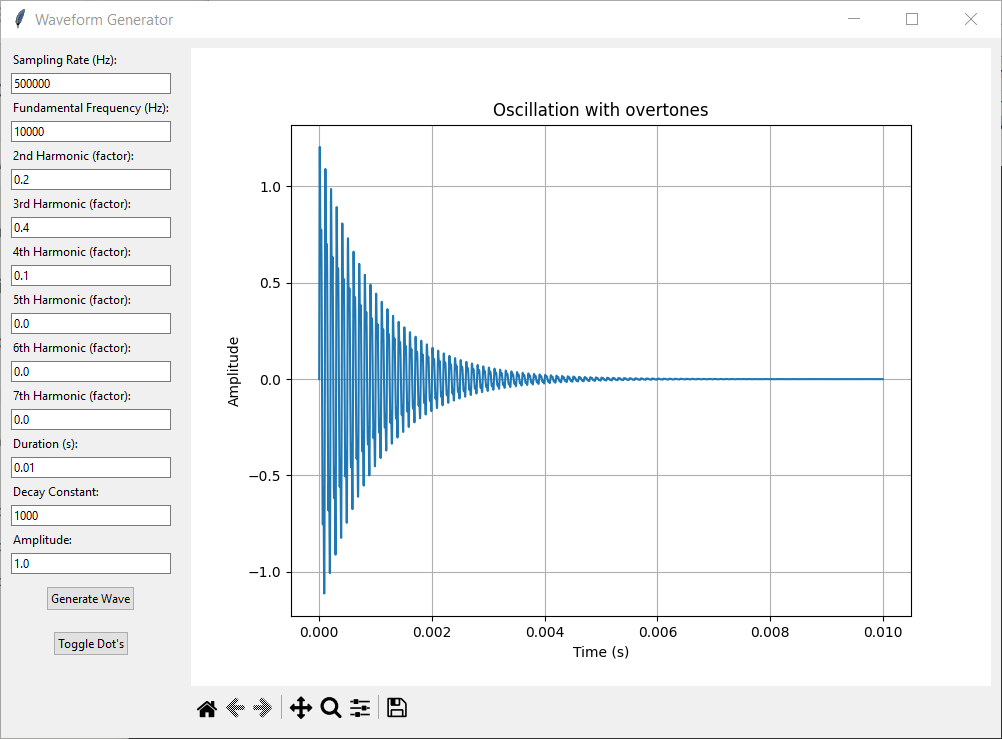 Waveform Generator
Sampling Rate (Hz):
500000
Fundamental Frequency (Hz):
10000
2nd Harmonic (factor):
0.2
3rd Harmonic (factor):
0.4
4th Harmonic (factor):
0.1
5th Harmonic (factor):
0.0
6th Harmonic (factor):
0.0
7th Harmonic (factor):
0.0
Duration (s):
0.01
Decay Constant:
1000
Amplitude:
1.0
Generate Wave
Toggle Dot's
Oscillation with overtones
Amplitude
1.0
0.5
0.0
−0.5
−1.0
0.000 0.002 0.004 0.006 0.008 0.010
Time (s)